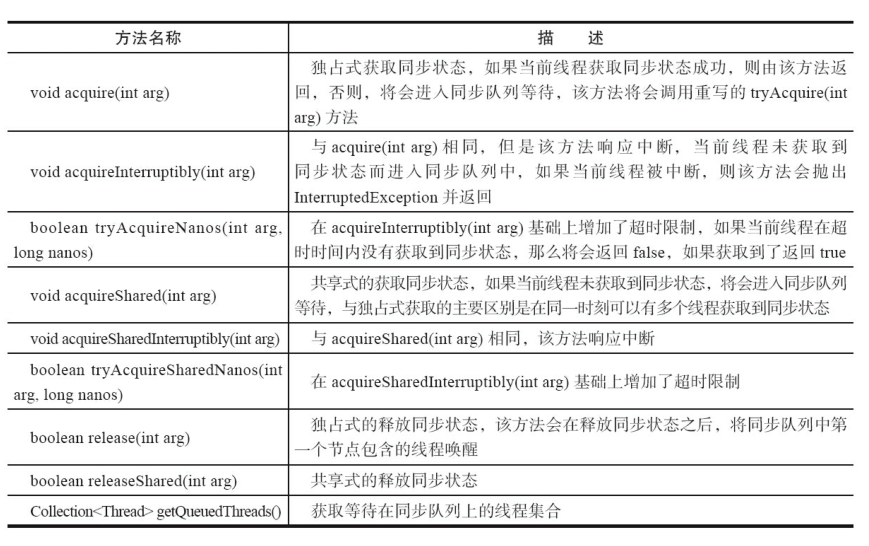 方法名称
描 述
void acquire(int arg)
独占式获取同步状态，如果当前线程获取同步状态成功，则由该方法返
回，否则，将会进入同步队列等待，该方法将会调用重写的 tryAcquire(int
arg) 方法
void acquireInterruptibly(int arg)
与 acquire(int arg) 相同，但是该方法响应中断，当前线程未获取到
同步状态而进入同步队列中，如果当前线程被中断，则该方法会抛出
InterruptedException 并返回
boolean tryAcquireNanos(int arg,
long nanos)
在 acquireInterruptibly(int arg) 基础上增加了超时限制，如果当前线程在超
时时间内没有获取到同步状态，那么将会返回 false，如果获取到了返回 true
void acquireShared(int arg)
共享式的获取同步状态，如果当前线程未获取到同步状态，将会进入同步队列
等待，与独占式获取的主要区别是在同一时刻可以有多个线程获取到同步状态
void acquireSharedInterruptibly(int arg)
与 acquireShared(int arg) 相同，该方法响应中断
boolean tryAcquireSharedNanos(int
arg, long nanos)
在 acquireSharedInterruptibly(int arg) 基础上增加了超时限制
boolean release(int arg)
独占式的释放同步状态，该方法会在释放同步状态之后，将同步队列中第
一个节点包含的线程唤醒
boolean releaseShared(int arg)
共享式的释放同步状态
Collection<Thread> getQueuedThreads()
获取等待在同步队列上的线程集合